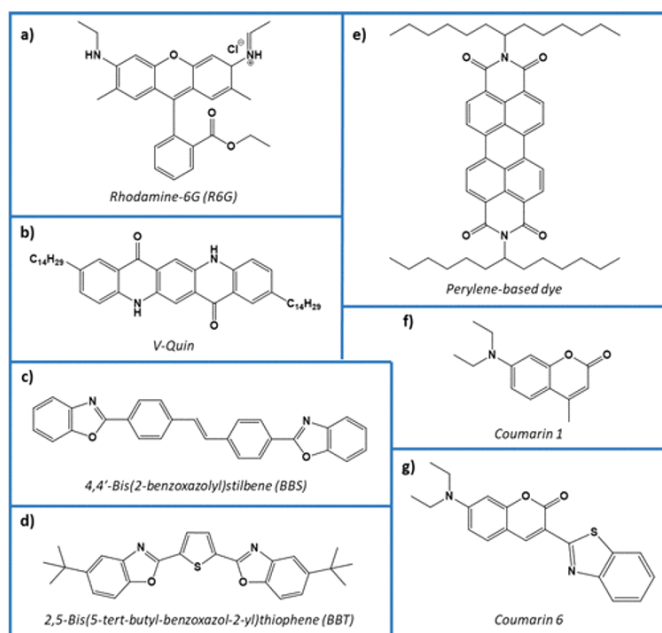 a)
HN O Cl⊖ NH
⊕
O
O
Rhodamine-6G (R6G)
b)
O H
N
C₁₄H₂₉
N
H
O
C₁₄H₂₉
V-Quin
c)
N
O
N
O
4,4'-Bis(2-benzoxazolyl)stilbene (BBS)
d)
N N
O S O
2,5-Bis(5-tert-butyl-benzoxazol-2-yl)thiophene (BBT)
e)
O N O
O N O
Perylene-based dye
f)
N O O
Coumarin 1
g)
N O O
S
N
Coumarin 6